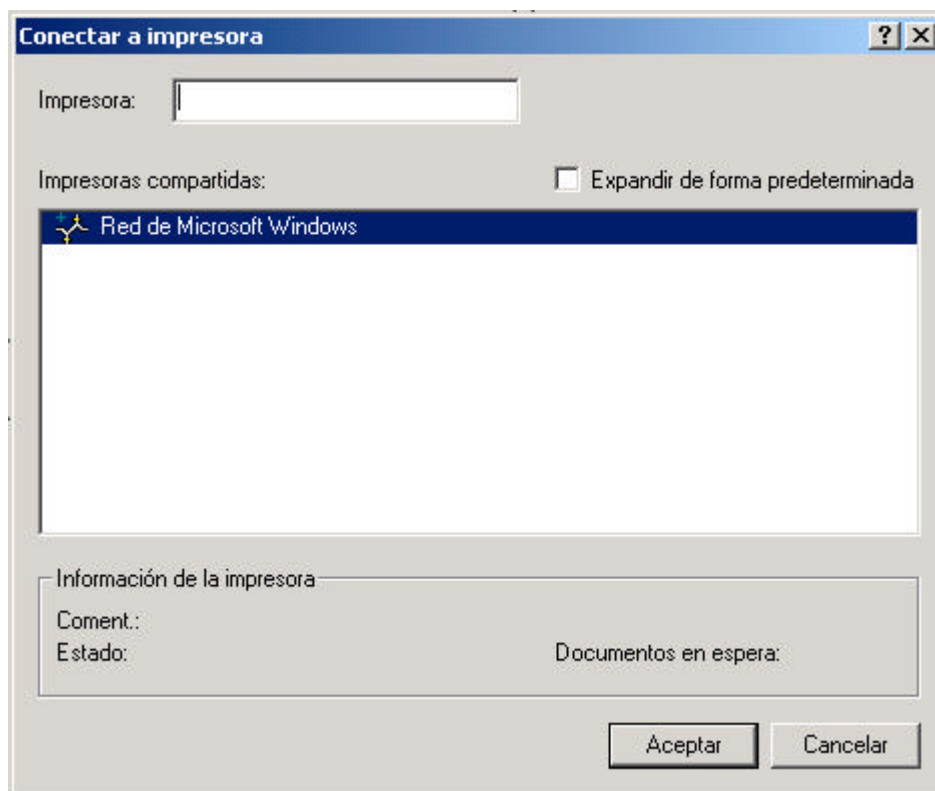 Conectar a impresora
Impresora:
Impresoras compartidas:
Expandir de forma predeterminada
Red de Microsoft Windows
Información de la impresora
Coment.:
Estado:
Documentos en espera:
Aceptar
Cancelar